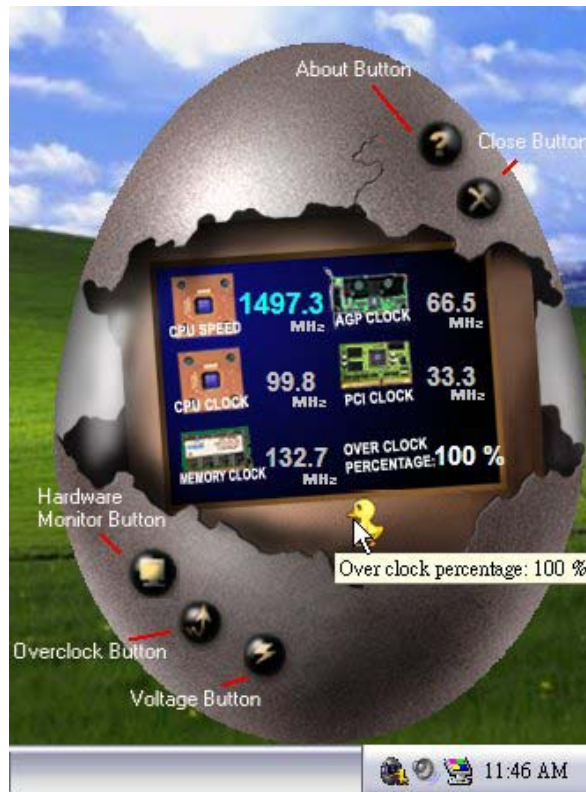 About Button
Close Button
CPU SPEED
1497.3
MHz
AGP CLOCK
66.5
MHz
CPU CLOCK
99.8
MHz
PCI CLOCK
33.3
MHz
MEMORY CLOCK
132.7
MHz
OVER CLOCK
PERCENTAGE:100 %
Over clock percentage: 100 %
Hardware
Monitor Button
Overclock Button
Voltage Button
11:46 AM